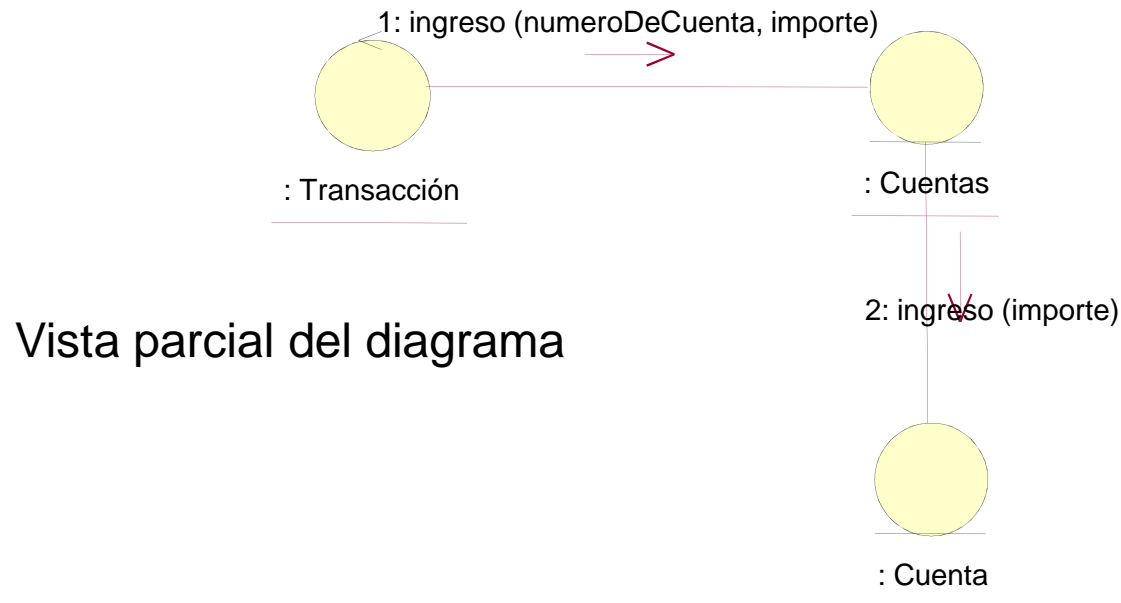 1: ingreso (numeroDeCuenta, importe)
: Transacción
: Cuentas
2: ingreso (importe)
Vista parcial del diagrama
: Cuenta